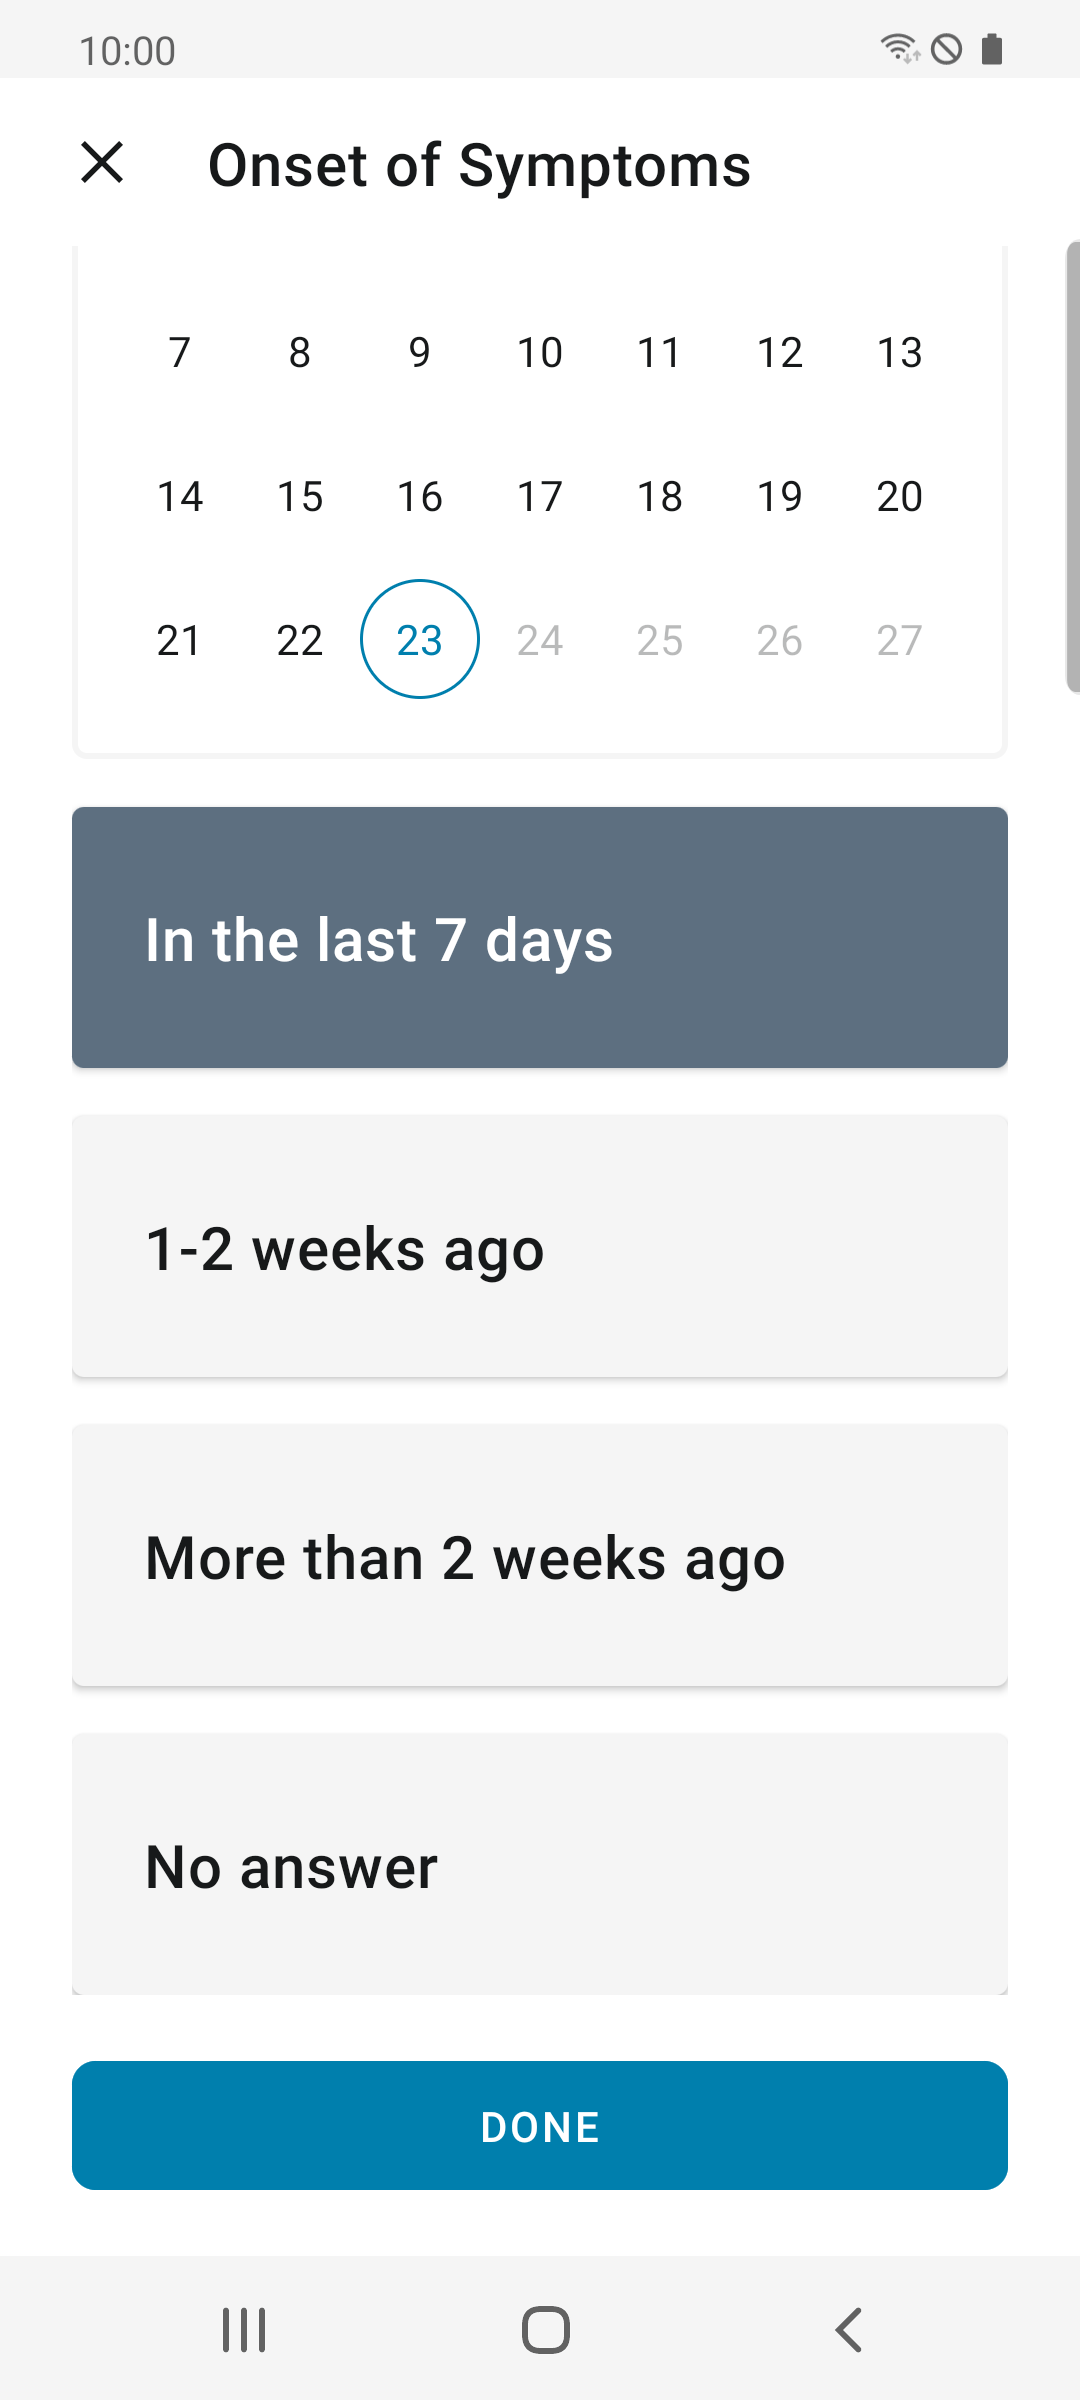 10:00
Onset of Symptoms
7 8 9 10 11 12 13
14 15 16 17 18 19 20
21 22 23 24 25 26 27
In the last 7 days
1-2 weeks ago
More than 2 weeks ago
No answer
DONE